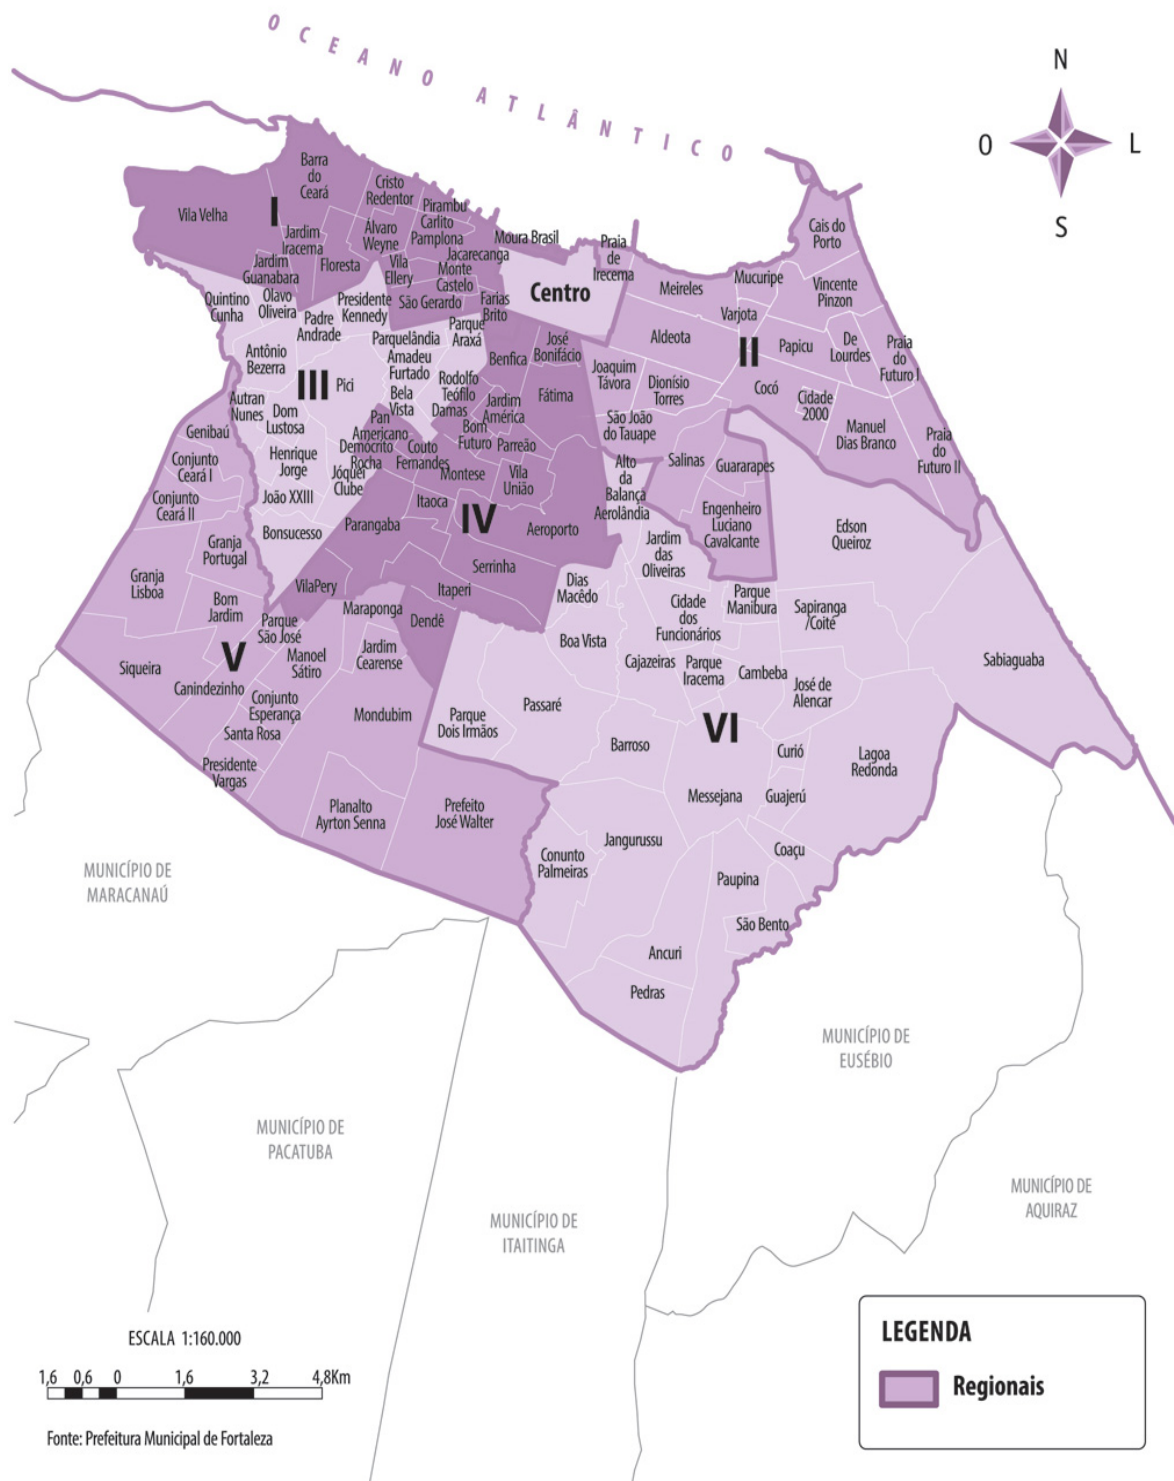 OCEANO ATLÂNTICO
N
O
L
S
Barra
do
Ceará
Vila Velha
I
Cristo
Redentor
Pirambu
Carlito
Pamplona
Álvaro
Weyne
Jardim
Iracema
Jacarecanga
Moura Brasil
Floresta
Vila
Ellery
Monte
Castelo
Jardim
Guanabara
São Gerardo
Farias
Brito
Centro
Praia
de
Irecema
Cais do
Porto
Meireles
Mucuripe
Vincente
Pinzon
Varjota
Aldeota
II
Papicu
De
Lourdes
Praia
do
Futuro I
Joaquim
Távora
Dionísio
Torres
Cocó
Cidade
2000
Manuel
Dias Branco
Praia
do
Futuro II
São João
do Tauape
Salinas
Guararapes
Engenheiro
Luciano
Cavalcante
Quintino
Cunha
Olavo
Oliveira
Padre
Andrade
Presidente
Kennedy
Parque
Araxá
Parquelândia
Amadeu
Furtado
Antônio
Bezerra
III
Pici
Bela
Vista
Rodolfo
Teófilo
Autran
Nunes
Dom
Lustosa
Henrique
Jorge
Jóquei
Clube
João XXIII
Bonsucesso
Benfica
José
Bonifácio
Fátima
Damas
Jardim
América
Bom
Futuro
Parreão
Pan
Americano
Demócrito
Rocha
Couto
Fernandes
Montese
Vila
União
Itaoca
IV
Parangaba
Aeroporto
Serrinha
VilaPery
Itaperi
Dendê
Genibaú
Conjunto
Ceará I
Conjunto
Ceará II
Granja
Portugal
Granja
Lisboa
Bom
Jardim
Parque
São José
Maraponga
V
Siqueira
Manoel
Sátiro
Jardim
Cearense
Canindezinho
Conjunto
Esperança
Santa Rosa
Mondubim
Presidente
Vargas
Planalto
Ayrton Senna
Prefeito
José Walter
Alto
da
Balança
Aerolândia
Jardim
das
Oliveiras
Edson
Queiroz
Dias
Macêdo
Cidade
dos
Funcionários
Parque
Manibura
Sapiranga
/Coité
Boa Vista
Cajazeiras
Parque
Iracema
Cambeba
José de
Alencar
Sabiaguaba
Passaré
Parque
Dois Irmãos
Barroso
VI
Curió
Lagoa
Redonda
Messejana
Guajerú
Jangurussu
Coaçu
Conunto
Palmeiras
Paupina
São Bento
Ancuri
Pedras
MUNICÍPIO DE
MARACANAÚ
MUNICÍPIO DE
PACATUBA
MUNICÍPIO DE
ITAITINGA
MUNICÍPIO DE
EUSÉBIO
MUNICÍPIO DE
AQUIRAZ
ESCALA 1:160.000
1,6 0,6 0 1,6 3,2 4,8Km
Fonte: Prefeitura Municipal de Fortaleza
LEGENDA
Regionais